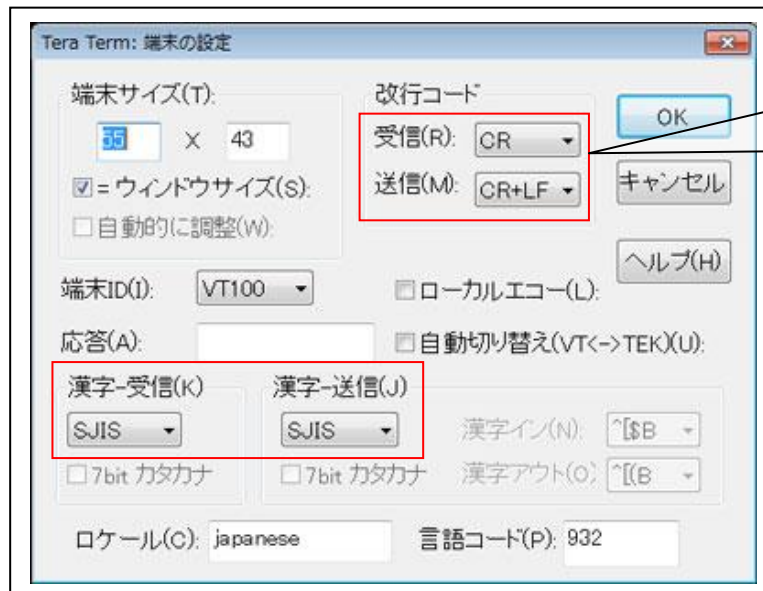 Tera Term: 端末の設定
端末サイズ(T):
55 X 43
= ウィンドウサイズ(S):
自動的に調整(W):
改行コード
受信(R): CR
送信(M): CR+LF
OK
キャンセル
ヘルプ(H)
端末ID(I): VT100
ローカルエコー(L):
応答(A):
自動切り替え(VT<->TEK)(U):
漢字-受信(K)
SJIS
7bit カタカナ
漢字-送信(J)
SJIS
7bit カタカナ
漢字イン(N): ^[$B
漢字アウト(O): ^[(B
ロケール(C): japanese
言語コード(P): 932